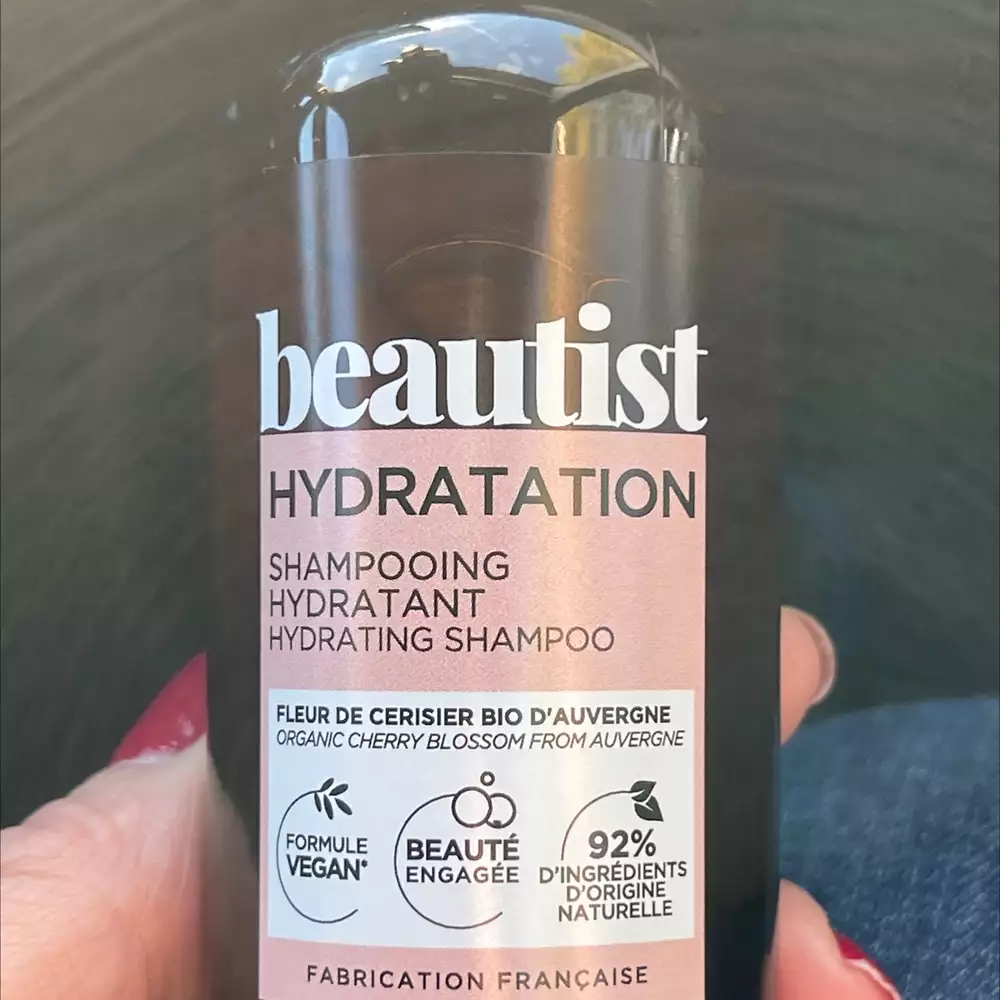 beautist
HYDRATATION
SHAMPOOING
HYDRATANT
HYDRATING SHAMPOO
FLEUR DE CERISIER BIO D'AUVERGNE
ORGANIC CHERRY BLOSSOM FROM AUVERGNE
FORMULE
VEGAN*
BEAUTÉ
ENGAGÉE
92%
D'INGRÉDIENTS
D'ORIGINE
NATURELLE
FABRICATION FRANÇAISE